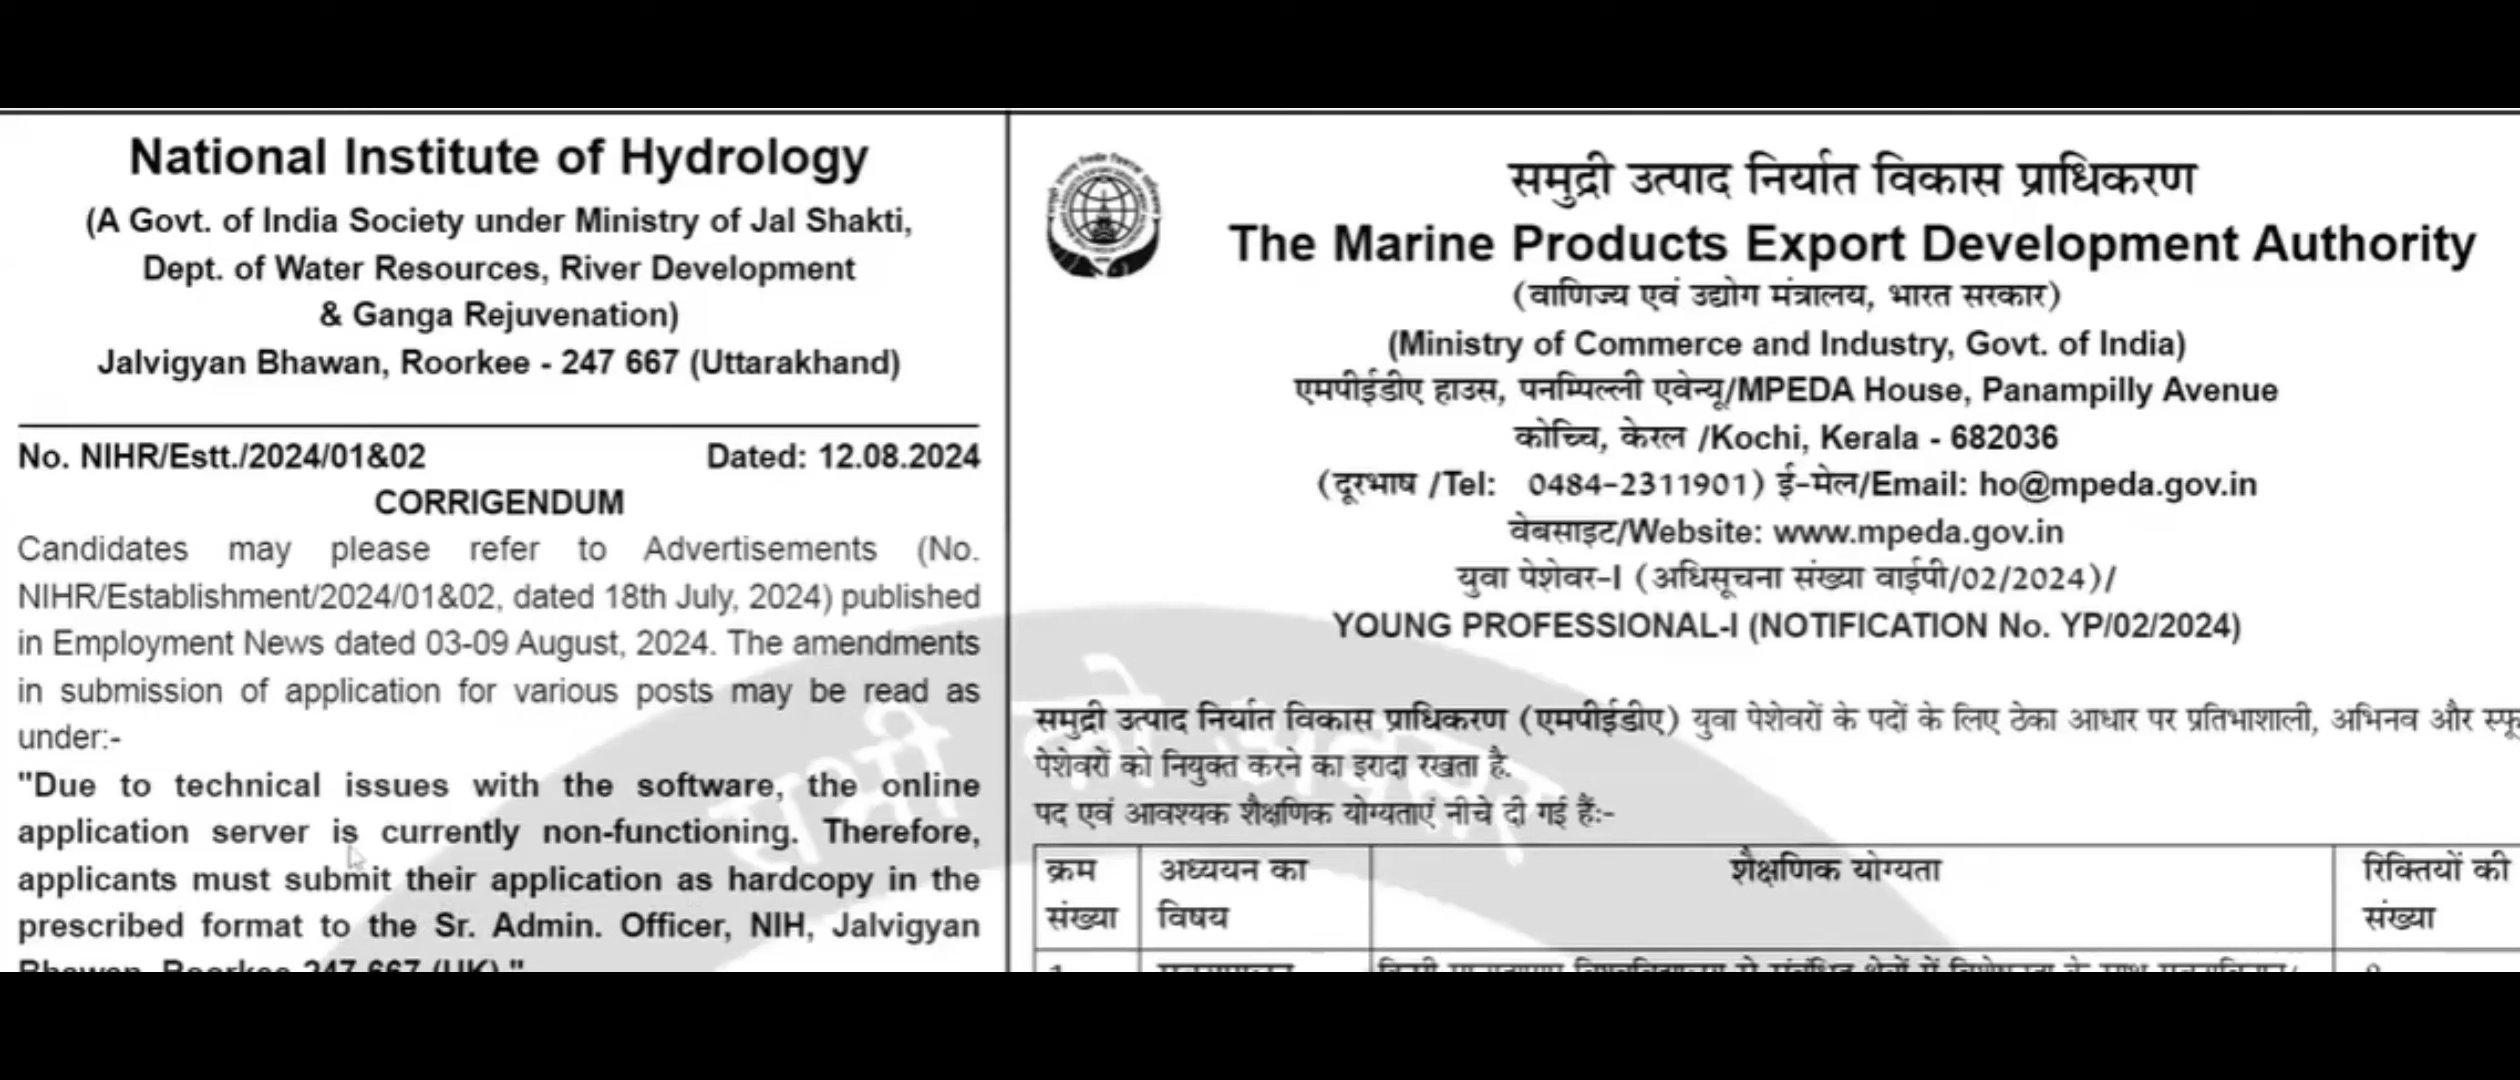 National Institute of Hydrology
(A Govt. of India Society under Ministry of Jal Shakti,
Dept. of Water Resources, River Development
& Ganga Rejuvenation)
Jalvigyan Bhawan, Roorkee - 247 667 (Uttarakhand)
No. NIHR/Estt./2024/01&02 Dated: 12.08.2024
CORRIGENDUM
Candidates may please refer to Advertisements (No.
NIHR/Establishment/2024/01&02, dated 18th July, 2024) published
in Employment News dated 03-09 August, 2024. The amendments
in submission of application for various posts may be read as
under:-
"Due to technical issues with the software, the online
application server is currently non-functioning. Therefore,
applicants must submit their application as hardcopy in the
prescribed format to the Sr. Admin. Officer, NIH, Jalvigyan
Bhawan, Roorkee 247 667 (UK)."
समुद्री उत्पाद निर्यात विकास प्राधिकरण
The Marine Products Export Development Authority
(वाणिज्य एवं उद्योग मंत्रालय, भारत सरकार)
(Ministry of Commerce and Industry, Govt. of India)
एमपीईडीए हाउस, पनम्पिल्ली एवेन्यू/MPEDA House, Panampilly Avenue
कोच्चि, केरल /Kochi, Kerala - 682036
(दूरभाष /Tel: 0484-2311901) ई-मेल/Email: ho@mpeda.gov.in
वेबसाइट/Website: www.mpeda.gov.in
युवा पेशेवर-I (अधिसूचना संख्या वाईपी/02/2024)/
YOUNG PROFESSIONAL-I (NOTIFICATION No. YP/02/2024)
समुद्री उत्पाद निर्यात विकास प्राधिकरण (एमपीईडीए) युवा पेशेवरों के पदों के लिए ठेका आधार पर प्रतिभाशाली, अभिनव और
पेशेवरों को नियुक्त करने का इरादा रखता है.
पद एवं आवश्यक शैक्षणिक योग्यताएं नीचे दी गई हैं:-
क्रम संख्या
अध्ययन का विषय
शैक्षणिक योग्यता
रिक्तियों की संख्या
सभी को अवसर